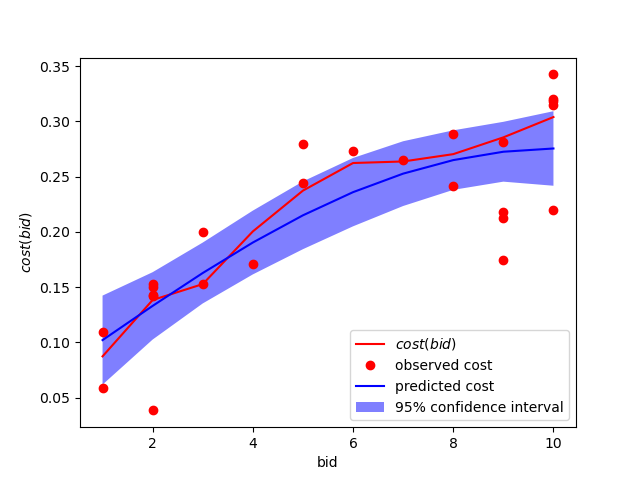 0.35
0.30
0.25
0.20
0.15
0.10
0.05
cost(bid)
2
4
6
8
10
bid
cost(bid)
observed cost
predicted cost
95% confidence interval